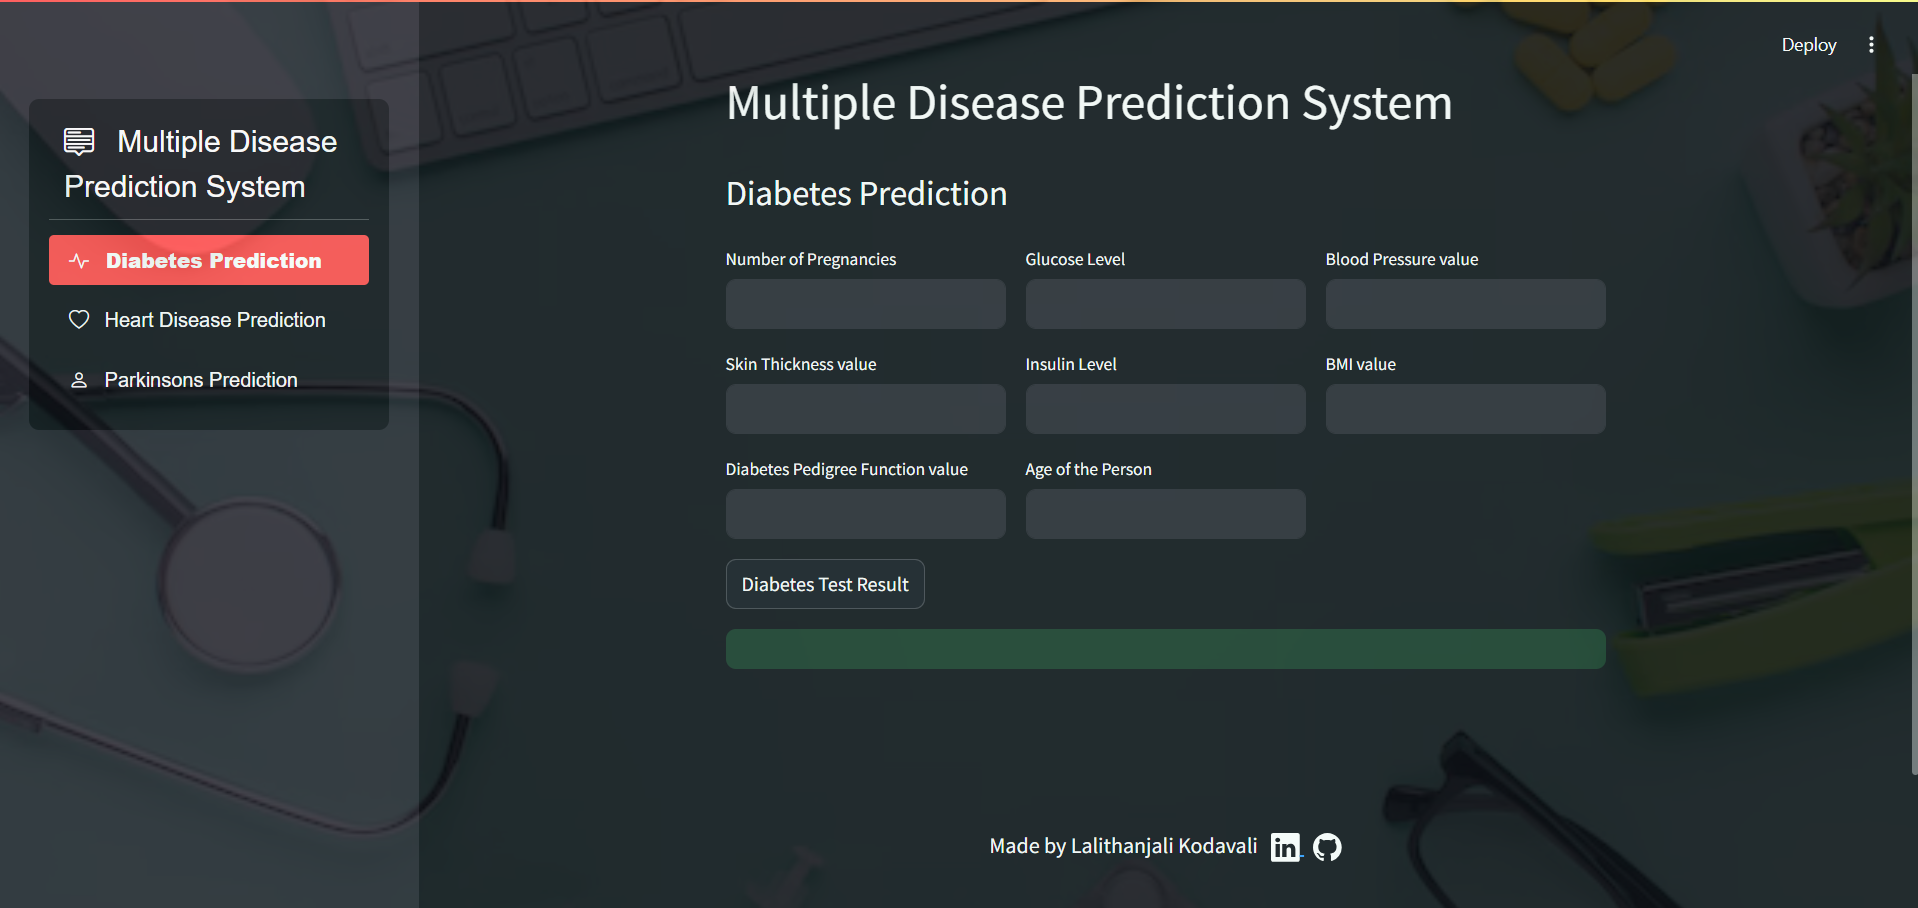 Deploy
Multiple Disease
Prediction System
Diabetes Prediction
Heart Disease Prediction
Parkinsons Prediction
Multiple Disease Prediction System
Diabetes Prediction
Number of Pregnancies
Glucose Level
Blood Pressure value
Skin Thickness value
Insulin Level
BMI value
Diabetes Pedigree Function value
Age of the Person
Diabetes Test Result
Made by Lalithanjali Kodavali
in